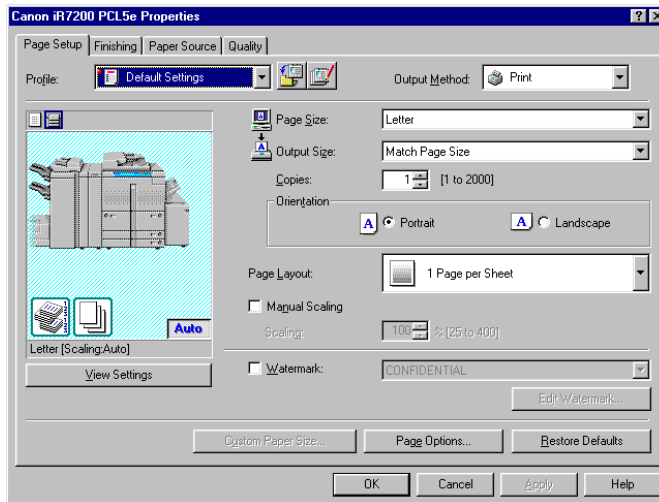 Canon iR7200 PCL5e Properties
Page Setup Finishing Paper Source Quality
Profile: Default Settings Output Method: Print
Page Size: Letter
Output Size: Match Page Size
Copies: 1 [1 to 2000]
Orientation
A Portrait A Landscape
Page Layout: 1 Page per Sheet
Manual Scaling
Auto
Scaling: 100 % [25 to 400]
Letter [Scaling:Auto]
View Settings
Watermark: CONFIDENTIAL
Edit Watermark...
Custom Paper Size... Page Options... Restore Defaults
OK Cancel Apply Help